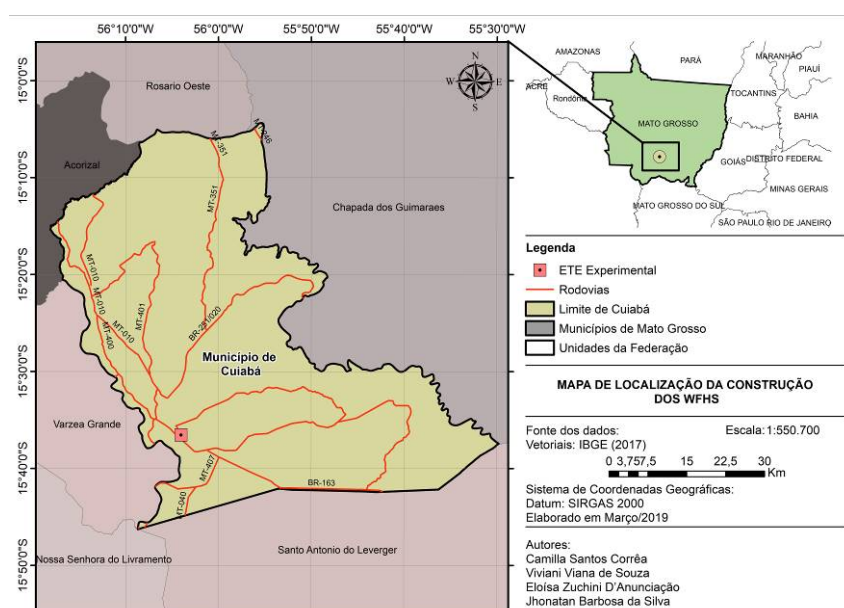 56°10'0"W 56°0'0"W 55°50'0"W 55°40'0"W 55°30'0"W
15°0'0"S
15°10'0"S
15°20'0"S
15°30'0"S
15°40'0"S
15°50'0"S
N
W E
S
Rosario Oeste
Acorizal
Chapada dos Guimaraes
MT-351
MT-246
MT-351
MT-010
MT-010
MT-401
MT-010
MT-400
BR-251/020
Município de
Cuiabá
Varzea Grande
MT-407
MT-040
BR-163
Nossa Senhora do Livramento
Santo Antonio do Leverger
AMAZONAS
PARÁ
MARANHÃO
PIAUÍ
ACRE
Rondônia
TOCANTINS
BAHIA
MATO GROSSO
GOIÁS
DISTRITO FEDERAL
MINAS GERAIS
MATO GROSSO DO SUL
SÃO PAULO
RIO DE JANEIRO
Legenda
ETE Experimental
Rodovias
Limite de Cuiabá
Municípios de Mato Grosso
Unidades da Federação
MAPA DE LOCALIZAÇÃO DA CONSTRUÇÃO
DOS WFHS
Fonte dos dados: Escala:1:550.700
Vetoriais: IBGE (2017)
0 3,757,5 15 22,5 30
Km
Sistema de Coordenadas Geográficas:
Datum: SIRGAS 2000
Elaborado em Março/2019
Autores:
Camilla Santos Corrêa
Viviani Viana de Souza
Eloísa Zuchini D'Anunciação
Jhonatan Barbosa da Silva